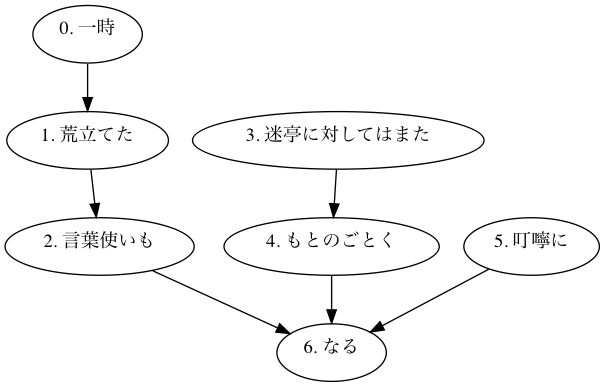 0. 一時
1. 荒立てた
3. 迷亭に対してはまた
2. 言葉使いも
4. もとのごとく
5. 叮嚀に
6. なる